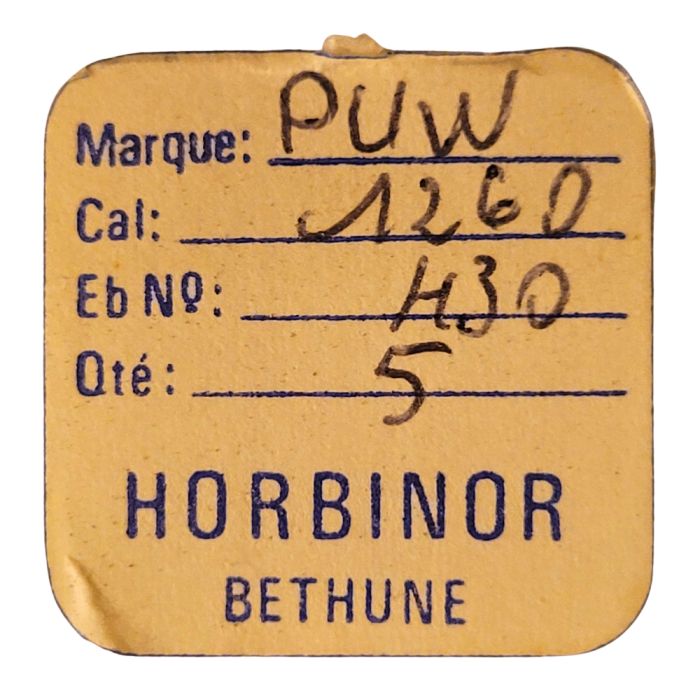 Marque: PUW
Cal: 1260
Eb Nº: 430
Qté: 5
HORBINOR
BETHUNE